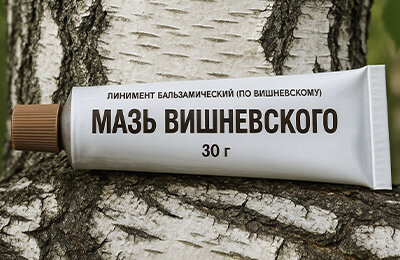 ЛИНИМЕНТ БАЛЬЗАМИЧЕСКИЙ (ПО ВИШНЕВСКОМУ)
МАЗЬ ВИШНЕВСКОГО
30 г